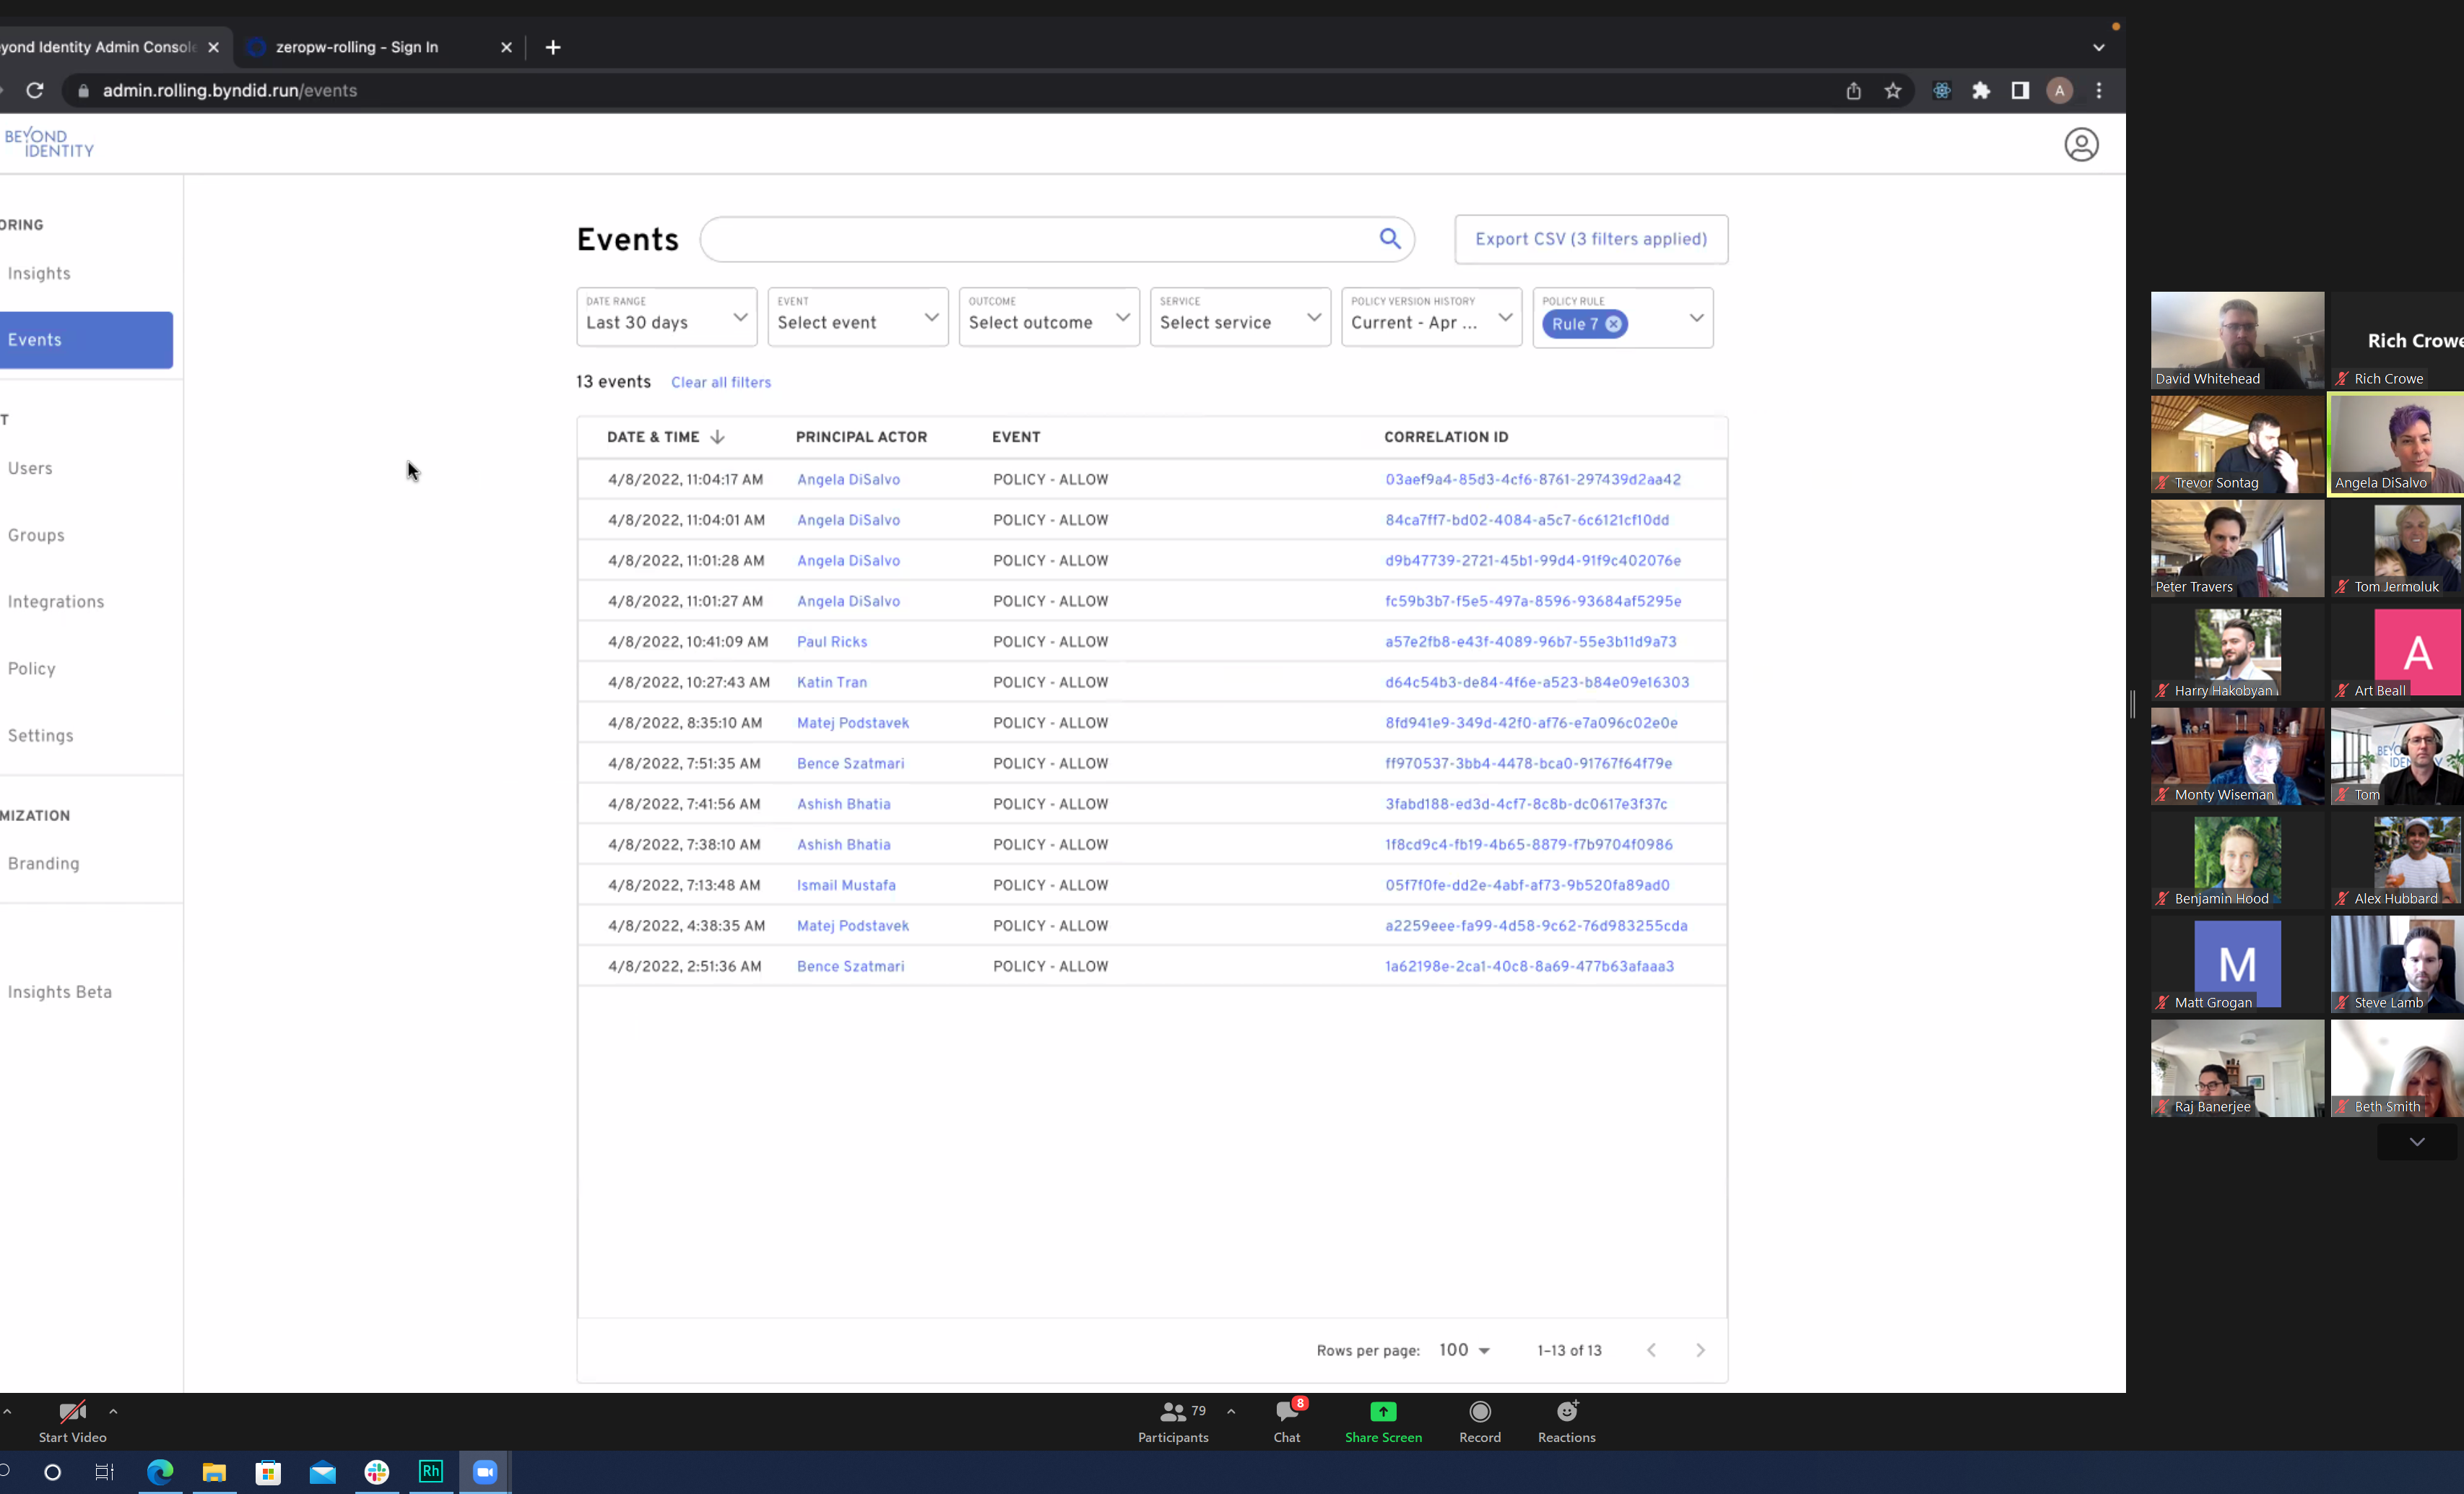 yond Identity Admin Console
zeropw-rolling - Sign In
admin.rolling.byndid.run/events
A
BEYOND
IDENTITY
ORING
Insights
Events
T
Users
Groups
Integrations
Policy
Settings
MIZATION
Branding
Insights Beta
Events
Export CSV (3 filters applied)
DATE RANGE
Last 30 days
EVENT
Select event
OUTCOME
Select outcome
SERVICE
Select service
POLICY VERSION HISTORY
Current - Apr ...
POLICY RULE
Rule 7
13 events Clear all filters
DATE & TIME PRINCIPAL ACTOR EVENT CORRELATION ID
4/8/2022, 11:04:17 AM Angela DiSalvo POLICY - ALLOW 03aef9a4-85d3-4cf6-8761-297439d2aa42
4/8/2022, 11:04:01 AM Angela DiSalvo POLICY - ALLOW 84ca7ff7-bd02-4084-a5c7-6c6121cf10dd
4/8/2022, 11:01:28 AM Angela DiSalvo POLICY - ALLOW d9b47739-2721-45b1-99d4-91f9c402076e
4/8/2022, 11:01:27 AM Angela DiSalvo POLICY - ALLOW fc59b3b7-f5e5-497a-8596-93684af5295e
4/8/2022, 10:41:09 AM Paul Ricks POLICY - ALLOW a57e2fb8-e43f-4089-96b7-55e3b11d9a73
4/8/2022, 10:27:43 AM Katin Tran POLICY - ALLOW d64c54b3-de84-4f6e-a523-b84e09e16303
4/8/2022, 8:35:10 AM Matej Podstavek POLICY - ALLOW 8fd941e9-349d-42f0-af76-e7a096c02e0e
4/8/2022, 7:51:35 AM Bence Szatmari POLICY - ALLOW ff970537-3bb4-4478-bca0-91767f64f79e
4/8/2022, 7:41:56 AM Ashish Bhatia POLICY - ALLOW 3fabd188-ed3d-4cf7-8c8b-dc0617e3f37c
4/8/2022, 7:38:10 AM Ashish Bhatia POLICY - ALLOW 1f8cd9c4-fb19-4b65-8879-f7b9704f0986
4/8/2022, 7:13:48 AM Ismail Mustafa POLICY - ALLOW 05f7f0fe-dd2e-4abf-af73-9b520fa89ad0
4/8/2022, 4:38:35 AM Matej Podstavek POLICY - ALLOW a2259eee-fa99-4d58-9c62-76d983255cda
4/8/2022, 2:51:36 AM Bence Szatmari POLICY - ALLOW 1a62198e-2ca1-40c8-8a69-477b63afaaa3
Rows per page: 100 1-13 of 13
David Whitehead
Rich Crowe
Rich Crowe
Trevor Sontag
Angela DiSalvo
Peter Travers
Tom Jermoluk
Harry Hakobyan
A
Art Beall
Monty Wiseman
Tom
Benjamin Hood
Alex Hubbard
M
Matt Grogan
Steve Lamb
Raj Banerjee
Beth Smith
Start Video
79
Participants
8
Chat
Share Screen
Record
Reactions
Rh